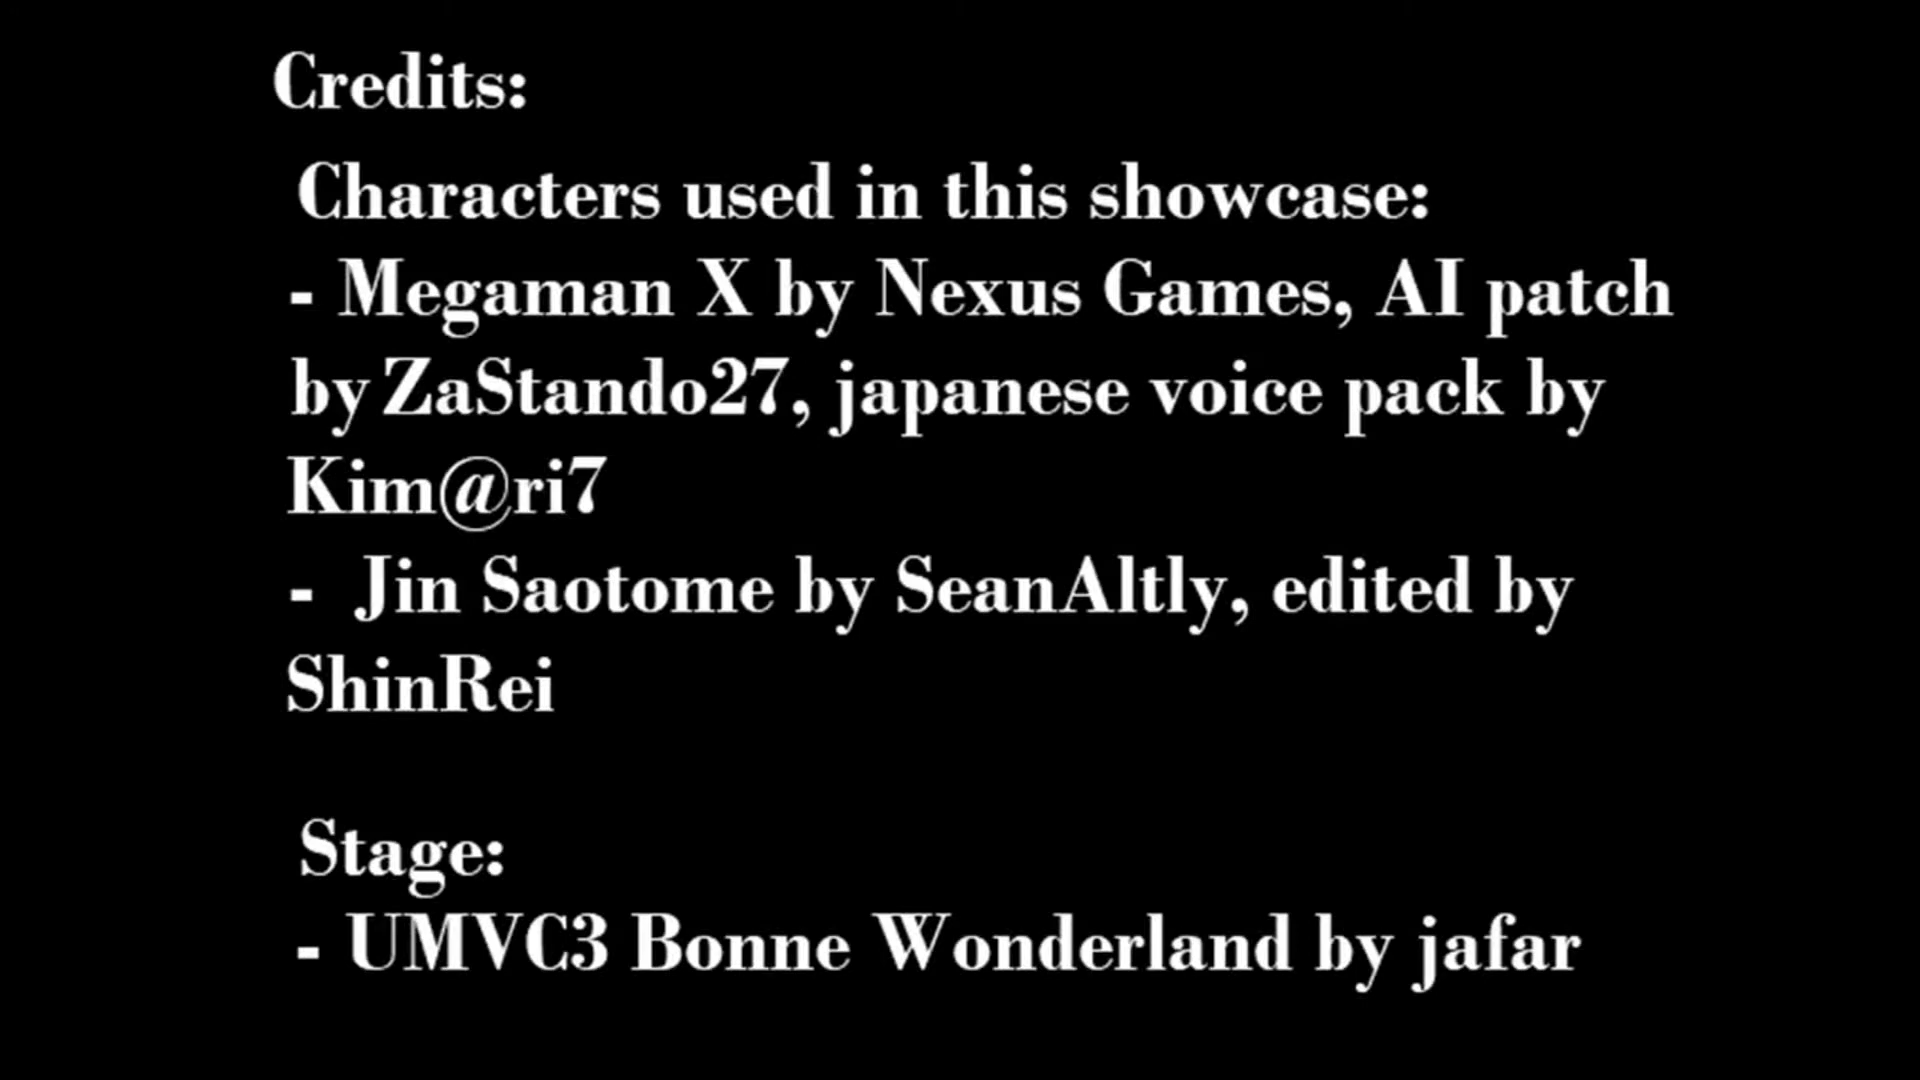 Credits:
Characters used in this showcase:
- Megaman X by Nexus Games, AI patch
by ZaStando27, japanese voice pack by
Kim@ri7
- Jin Saotome by SeanAltly, edited by
ShinRei
Stage:
- UMVC3 Bonne Wonderland by jafar